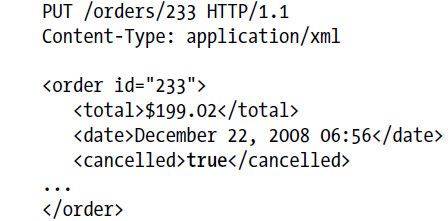 PUT /orders/233 HTTP/1.1
Content-Type: application/xml

<order id="233">
   <total>$199.02</total>
   <date>December 22, 2008 06:56</date>
   <cancelled>true</cancelled>
...
</order>